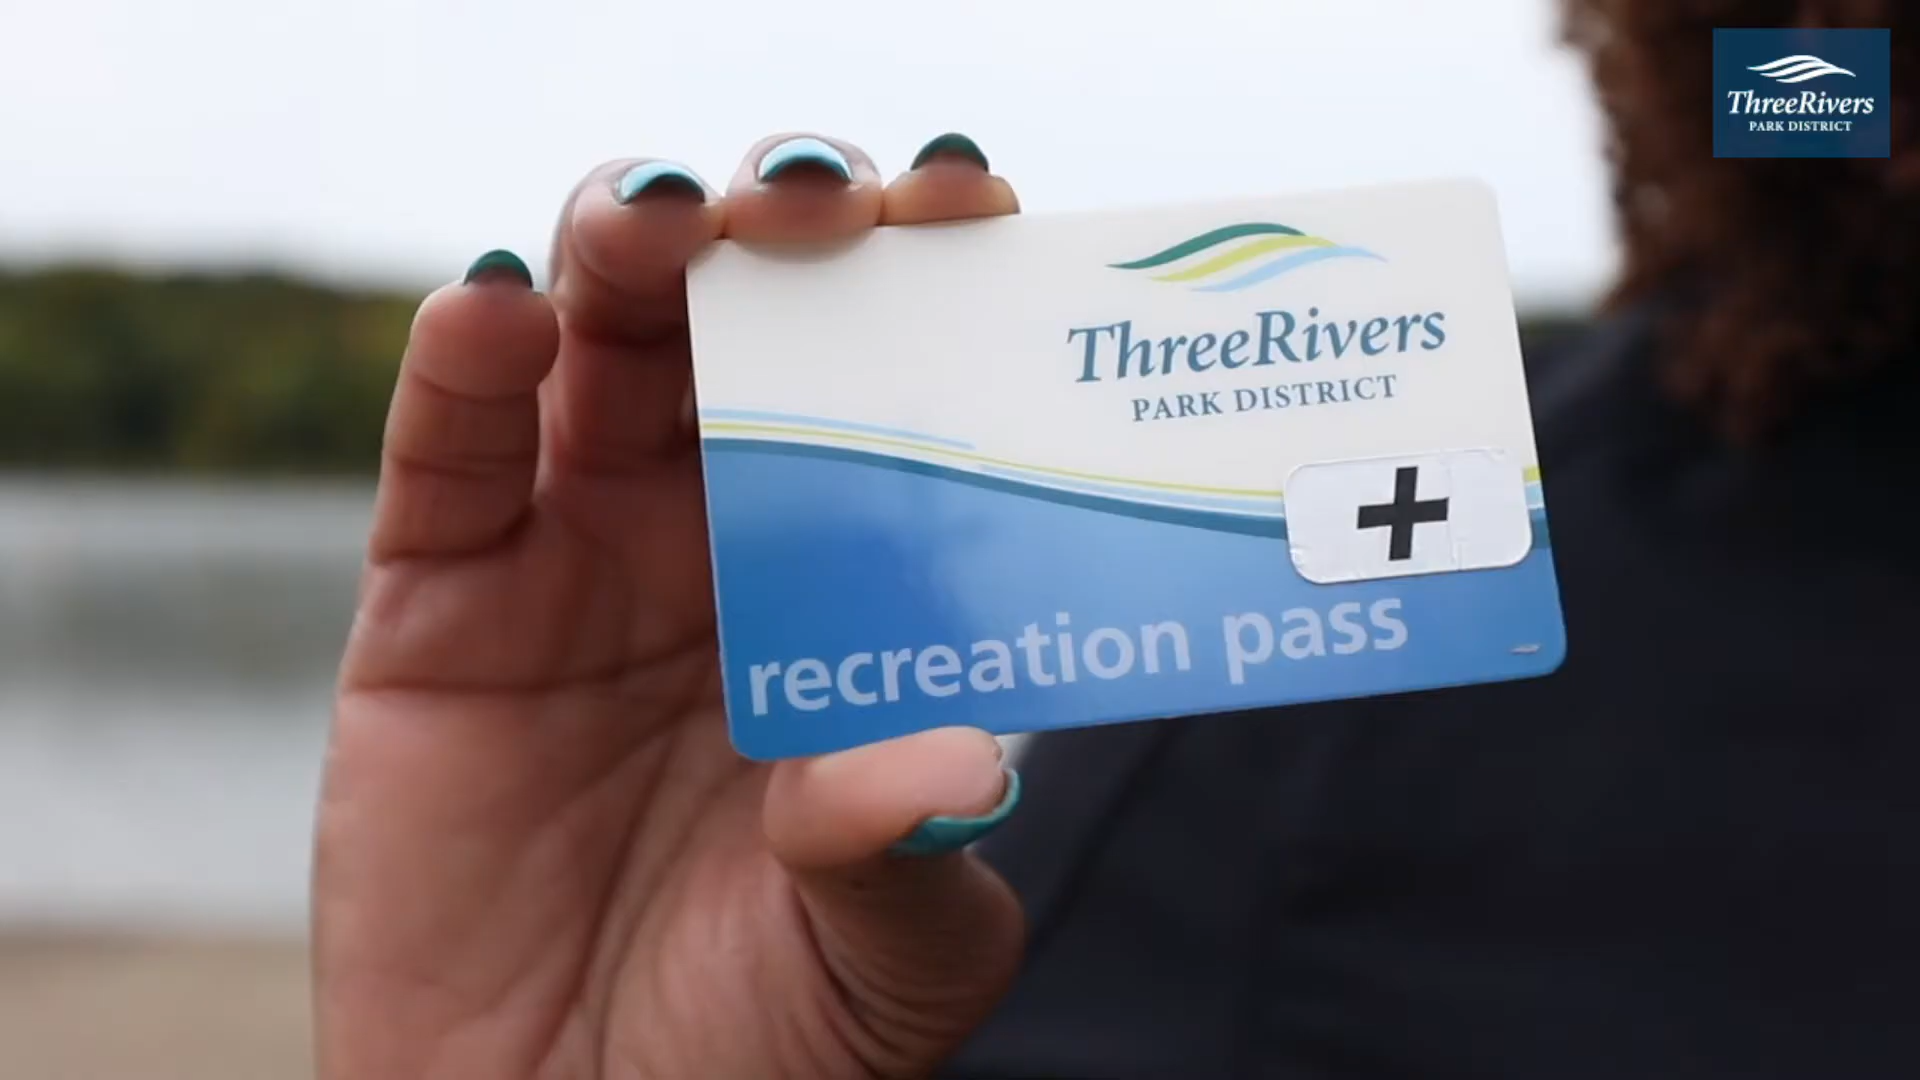 ThreeRivers
PARK DISTRICT
ThreeRivers
PARK DISTRICT
+
recreation pass